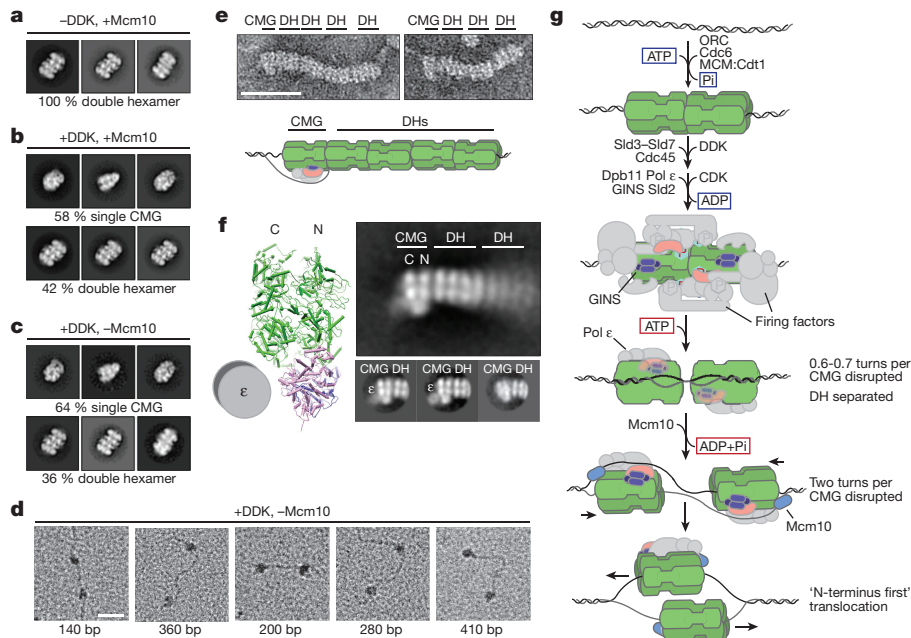 a
–DDK, +Mcm10
100 % double hexamer
b
+DDK, +Mcm10
58 % single CMG
42 % double hexamer
c
+DDK, –Mcm10
64 % single CMG
36 % double hexamer
d
+DDK, –Mcm10
140 bp
360 bp
200 bp
280 bp
410 bp
e
CMG DH DH DH DH
CMG DH DH DH
CMG
DHs
f
C N
ε
CMG DH DH
C N
CMG DH
CMG DH
CMG DH
ε
ε
g
ORC
Cdc6
MCM:Cdt1
ATP
Pi
Sld3–Sld7
Cdc45
DDK
Dpb11 Pol ε
GINS Sld2
CDK
ADP
GINS
Firing factors
ATP
Pol ε
0.6-0.7 turns per
CMG disrupted
DH separated
Mcm10
ADP+Pi
Two turns per
CMG disrupted
Mcm10
'N-terminus first'
translocation